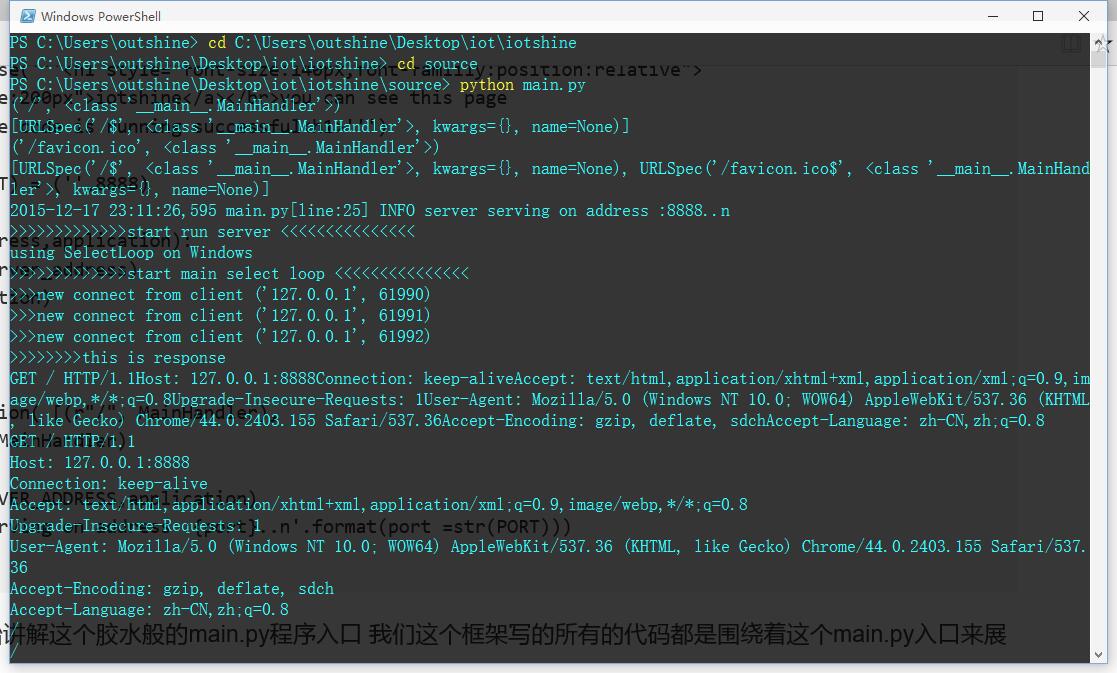 Windows PowerShell
PS C:\Users\outshine> cd C:\Users\outshine\Desktop\iot\iotshine
PS C:\Users\outshine\Desktop\iot\iotshine> cd source
PS C:\Users\outshine\Desktop\iot\iotshine\source> python main.py
('/', <class '__main__.MainHandler'>)
[URLSpec('/$', <class '__main__.MainHandler'>, kwargs={}, name=None)]
('/favicon.ico', <class '__main__.MainHandler'>)
[URLSpec('/$', <class '__main__.MainHandler'>, kwargs={}, name=None), URLSpec('/favicon.ico$', <class '__main__.MainHand
ler'>, kwargs={}, name=None)]
2015-12-17 23:11:26,595 main.py[line:25] INFO server serving on address :8888..n
>>>>>>>>>>>>>start run server <<<<<<<<<<<<<<<
using SelectLoop on Windows
>>>>>>>>>>>>>start main select loop <<<<<<<<<<<<<<<
>>>new connect from client ('127.0.0.1', 61990)
>>>new connect from client ('127.0.0.1', 61991)
>>>new connect from client ('127.0.0.1', 61992)
>>>>>>>>this is response
GET / HTTP/1.1Host: 127.0.0.1:8888Connection: keep-aliveAccept: text/html,application/xhtml+xml,application/xml;q=0.9,im
age/webp,*/*;q=0.8Upgrade-Insecure-Requests: 1User-Agent: Mozilla/5.0 (Windows NT 10.0; WOW64) AppleWebKit/537.36 (KHTML
, like Gecko) Chrome/44.0.2403.155 Safari/537.36Accept-Encoding: gzip, deflate, sdchAccept-Language: zh-CN,zh;q=0.8
GET / HTTP/1.1
Host: 127.0.0.1:8888
Connection: keep-alive
Accept: text/html,application/xhtml+xml,application/xml;q=0.9,image/webp,*/*;q=0.8
Upgrade-Insecure-Requests: 1
User-Agent: Mozilla/5.0 (Windows NT 10.0; WOW64) AppleWebKit/537.36 (KHTML, like Gecko) Chrome/44.0.2403.155 Safari/537.
36
Accept-Encoding: gzip, deflate, sdch
Accept-Language: zh-CN,zh;q=0.8
/
讲解这个胶水般的main.py程序入口 我们这个框架写的所有的代码都是围绕着这个main.py入口来展
/